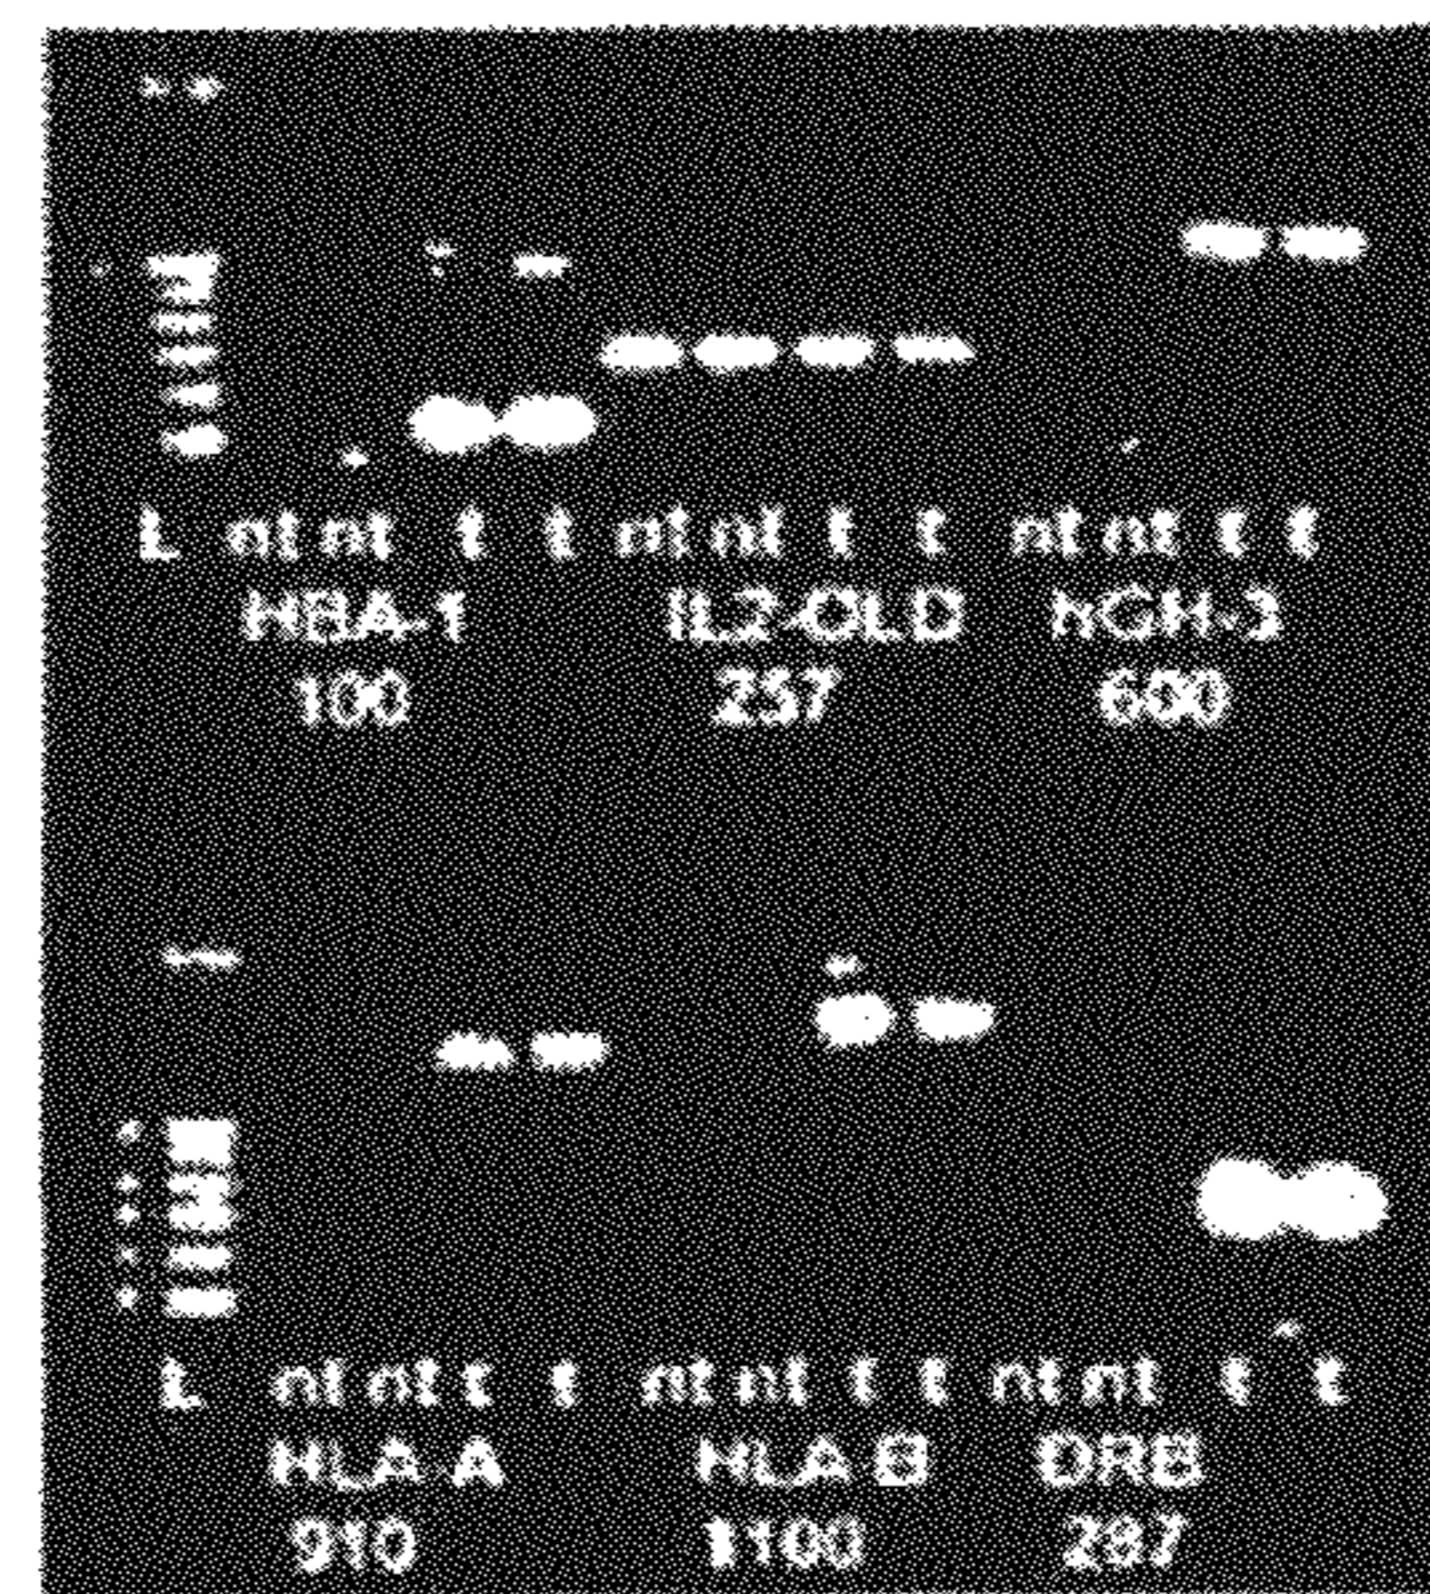 L nt nt t t nt nt t t nt nt t t
HBA-1 IL2-OLD hGH-3
100 257 600
L nt nt t t nt nt t t nt nt t t
HLA A HLA B DRB
910 1100 287